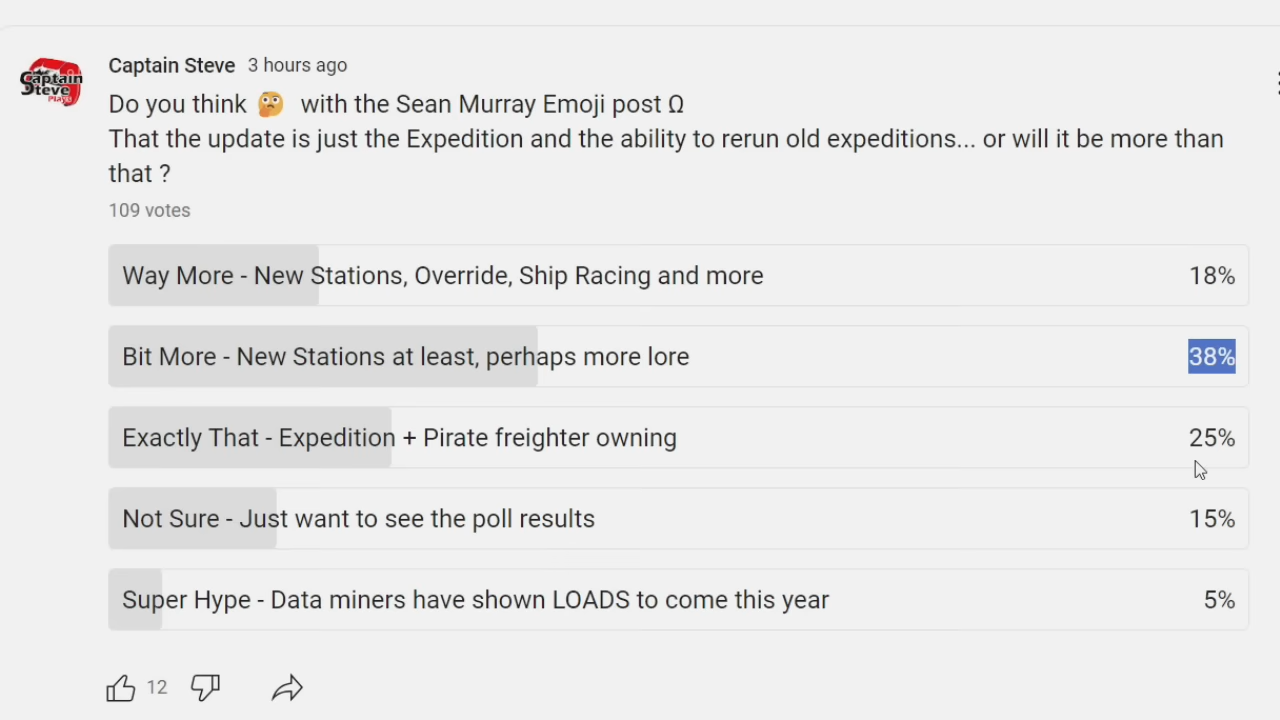 Captain
Steve
Plays
Captain Steve 3 hours ago
Do you think 🤔 with the Sean Murray Emoji post Ω
That the update is just the Expedition and the ability to rerun old expeditions... or will it be more than
that ?
109 votes
Way More - New Stations, Override, Ship Racing and more 18%
Bit More - New Stations at least, perhaps more lore 38%
Exactly That - Expedition + Pirate freighter owning 25%
Not Sure - Just want to see the poll results 15%
Super Hype - Data miners have shown LOADS to come this year 5%
12